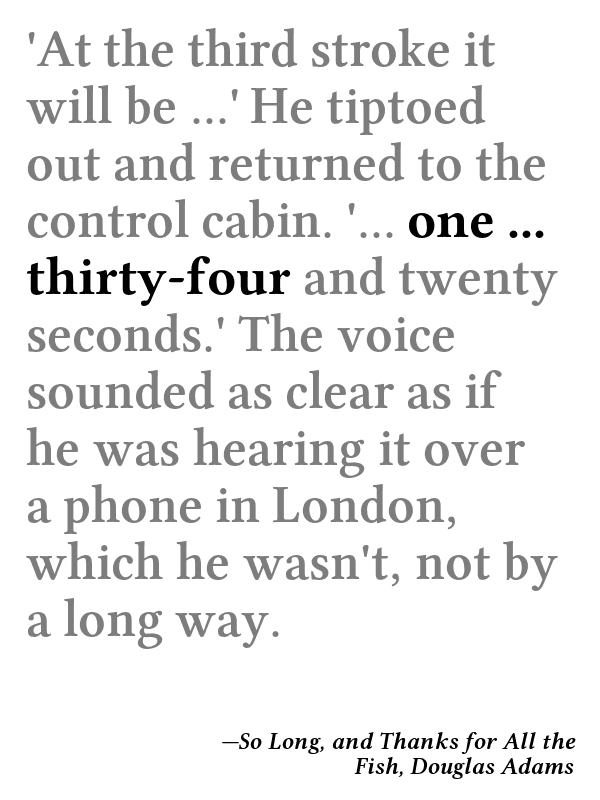 'At the third stroke it
will be ...' He tiptoed
out and returned to the
control cabin. '... one ...
thirty-four and twenty
seconds.' The voice
sounded as clear as if
he was hearing it over
a phone in London,
which he wasn't, not by
a long way.
—So Long, and Thanks for All the
Fish, Douglas Adams